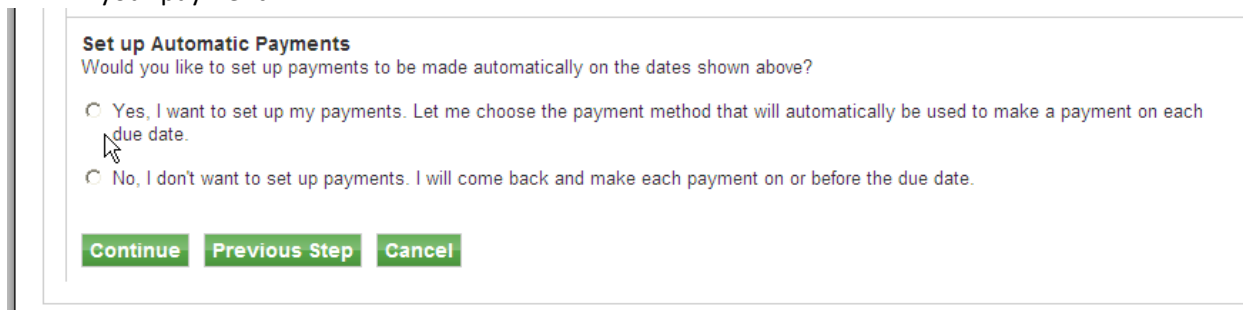 Set up Automatic Payments
Would you like to set up payments to be made automatically on the dates shown above?
Yes, I want to set up my payments. Let me choose the payment method that will automatically be used to make a payment on each
due date.
No, I don't want to set up payments. I will come back and make each payment on or before the due date.
Continue Previous Step Cancel